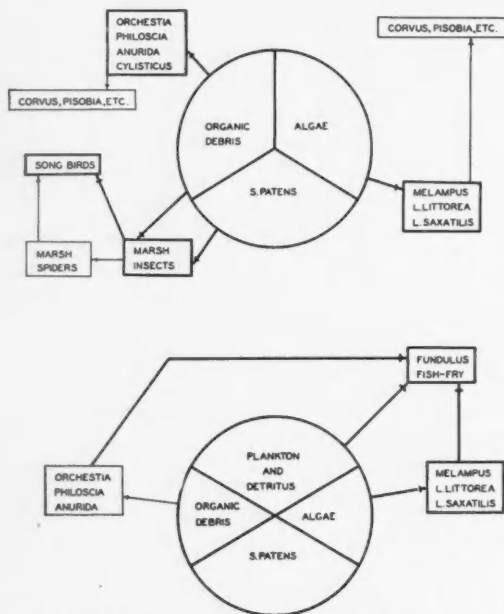 ORCHESTIA
PHILOSCIA
ANURIDA
CYLISTICUS
CORVUS, PISOBIA, ETC.
CORVUS, PISOBIA, ETC.
ORGANIC
DEBRIS
ALGAE
S. PATENS
SONG BIRDS
MARSH
SPIDERS
MARSH
INSECTS
MELAMPUS
L. LITTOREA
L. SAXATILIS
FUNDULUS
FISH-FRY
PLANKTON
AND
DETRITUS
ORCHESTIA
PHILOSCIA
ANURIDA
ORGANIC
DEBRIS
ALGAE
S. PATENS
MELAMPUS
L. LITTOREA
L. SAXATILIS